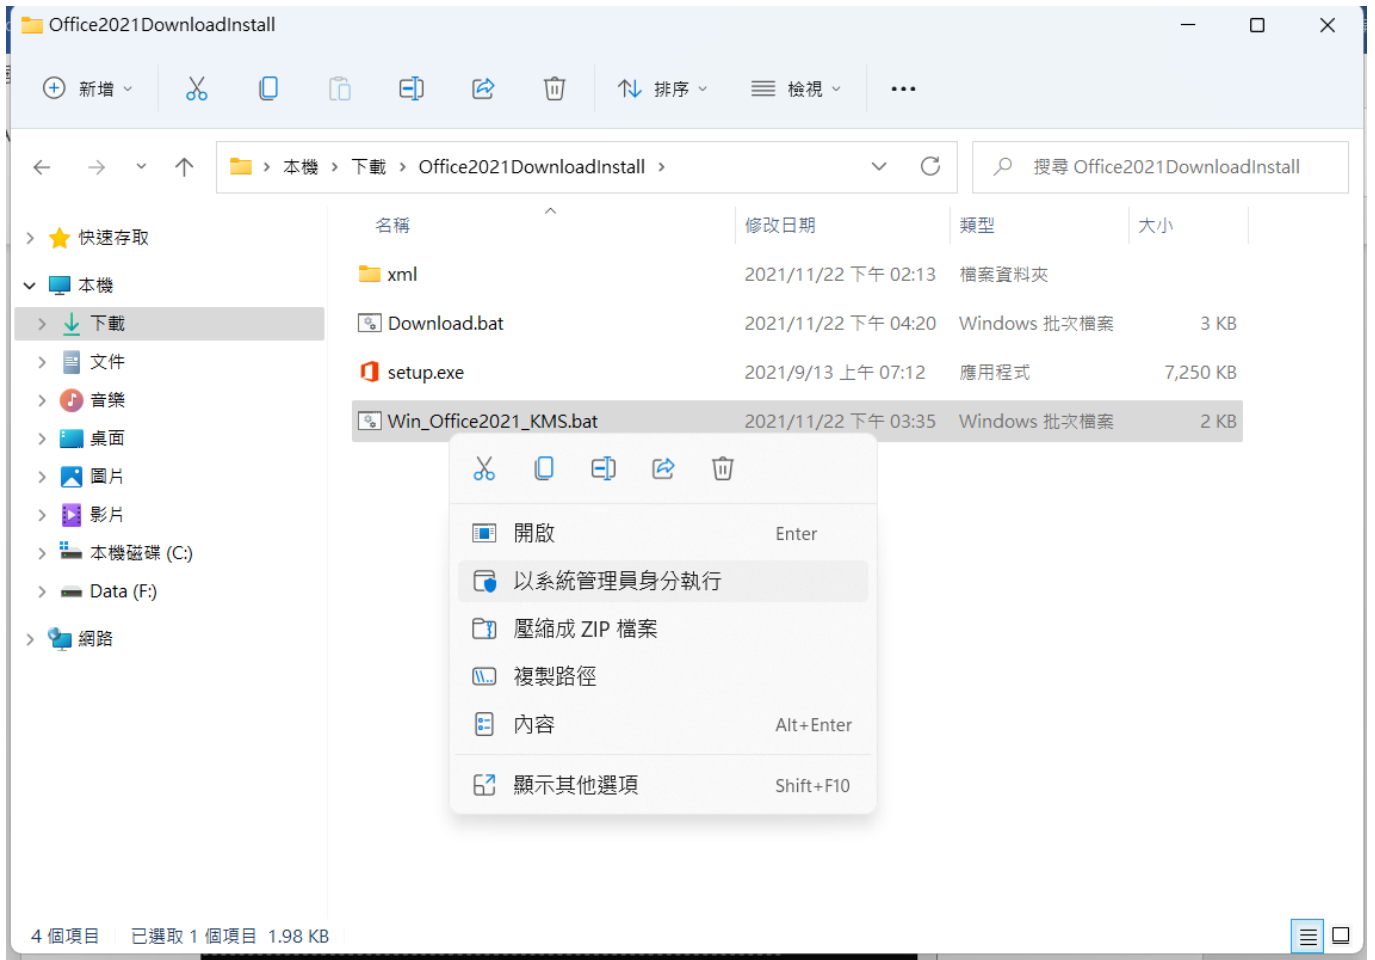 Office2021DownloadInstall
新增
排序
檢視
本機 > 下載 > Office2021DownloadInstall >
搜尋 Office2021DownloadInstall
名稱 修改日期 類型 大小
快速存取
本機
下載
文件
音樂
桌面
圖片
影片
本機磁碟 (C:)
Data (F:)
網路
xml 2021/11/22 下午 02:13 檔案資料夾
Download.bat 2021/11/22 下午 04:20 Windows 批次檔案 3 KB
setup.exe 2021/9/13 上午 07:12 應用程式 7,250 KB
Win_Office2021_KMS.bat 2021/11/22 下午 03:35 Windows 批次檔案 2 KB
開啟 Enter
以系統管理員身分執行
壓縮成 ZIP 檔案
複製路徑
內容 Alt+Enter
顯示其他選項 Shift+F10
4 個項目 已選取 1 個項目 1.98 KB